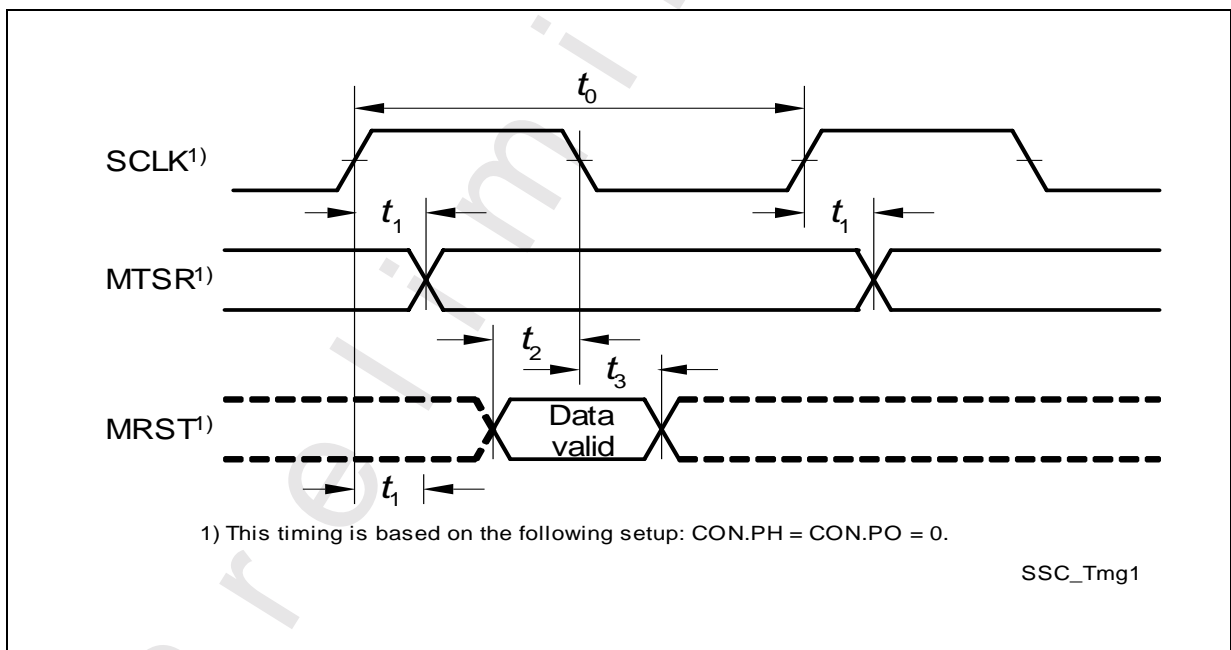 t0
SCLK1)
t1
t1
MTSR1)
t2
t3
MRST1)
Data
valid
t1
1) This timing is based on the following setup: CON.PH = CON.PO = 0.
SSC_Tmg1
r e l i m i